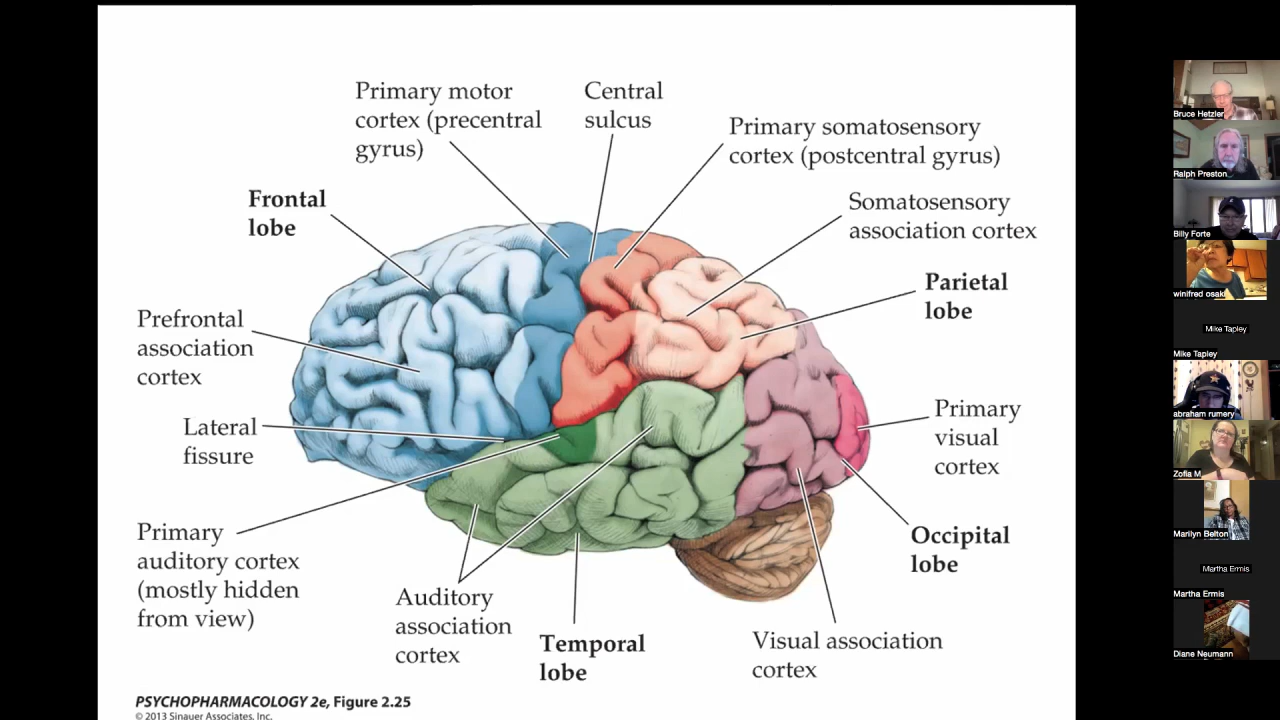 Primary motor
cortex (precentral
gyrus)
Central
sulcus
Primary somatosensory
cortex (postcentral gyrus)
Frontal
lobe
Somatosensory
association cortex
Parietal
lobe
Prefrontal
association
cortex
Lateral
fissure
Primary
visual
cortex
Primary
auditory cortex
(mostly hidden
from view)
Occipital
lobe
Auditory
association
cortex
Temporal
lobe
Visual association
cortex
PSYCHOPHARMACOLOGY 2e, Figure 2.25
© 2013 Sinauer Associates, Inc.
Bruce Hetzler
Ralph Preston
Billy Forte
winifred osaki
Mike Tapley
Mike Tapley
abraham rumery
Zofia M
Marilyn Belton
Martha Ermis
Martha Ermis
Diane Neumann